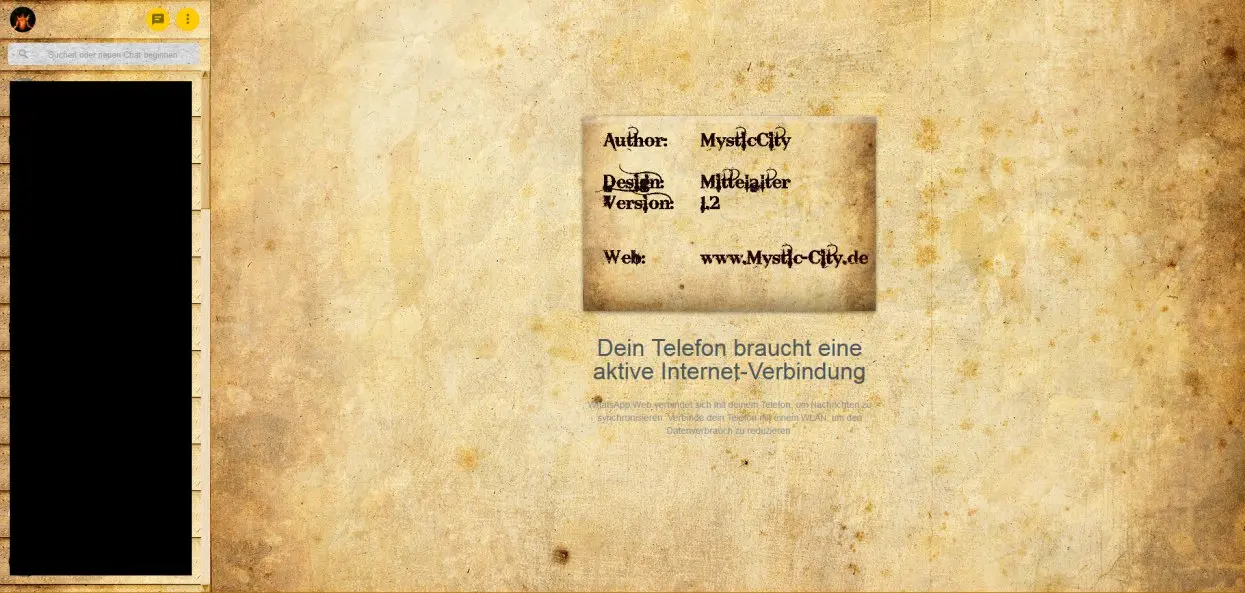 Suchen oder neuen Chat beginnen
Author: MysticCity
Design: Mittelalter
Version: 1.2
Web: www.Mystic-City.de
Dein Telefon braucht eine
aktive Internet-Verbindung
WhatsApp Web verbindet sich mit deinem Telefon, um Nachrichten zu
synchronisieren. Verbinde dein Telefon mit einem WLAN, um den
Datenverbrauch zu reduzieren.